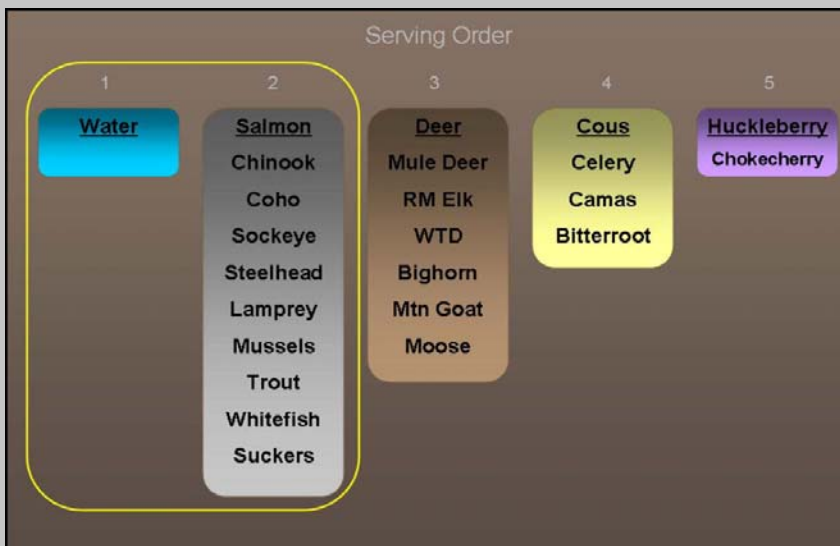 Serving Order
1 2 3 4 5
Water
Salmon
Chinook
Coho
Sockeye
Steelhead
Lamprey
Mussels
Trout
Whitefish
Suckers
Deer
Mule Deer
RM Elk
WTD
Bighorn
Mtn Goat
Moose
Cous
Celery
Camas
Bitterroot
Huckleberry
Chokecherry